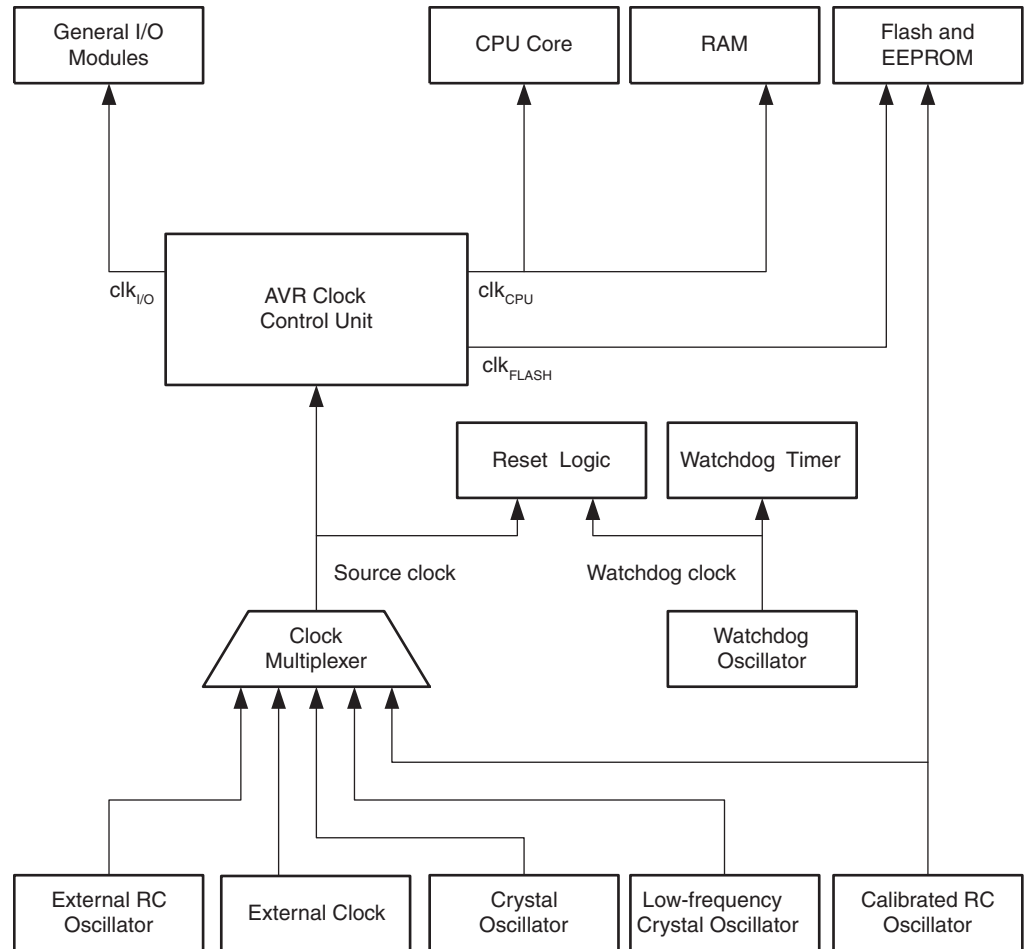 General I/O
Modules
CPU Core
RAM
Flash and
EEPROM
clkI/O
AVR Clock
Control Unit
clkCPU
clkFLASH
Reset Logic
Watchdog Timer
Source clock
Watchdog clock
Clock
Multiplexer
Watchdog
Oscillator
External RC
Oscillator
External Clock
Crystal
Oscillator
Low-frequency
Crystal Oscillator
Calibrated RC
Oscillator